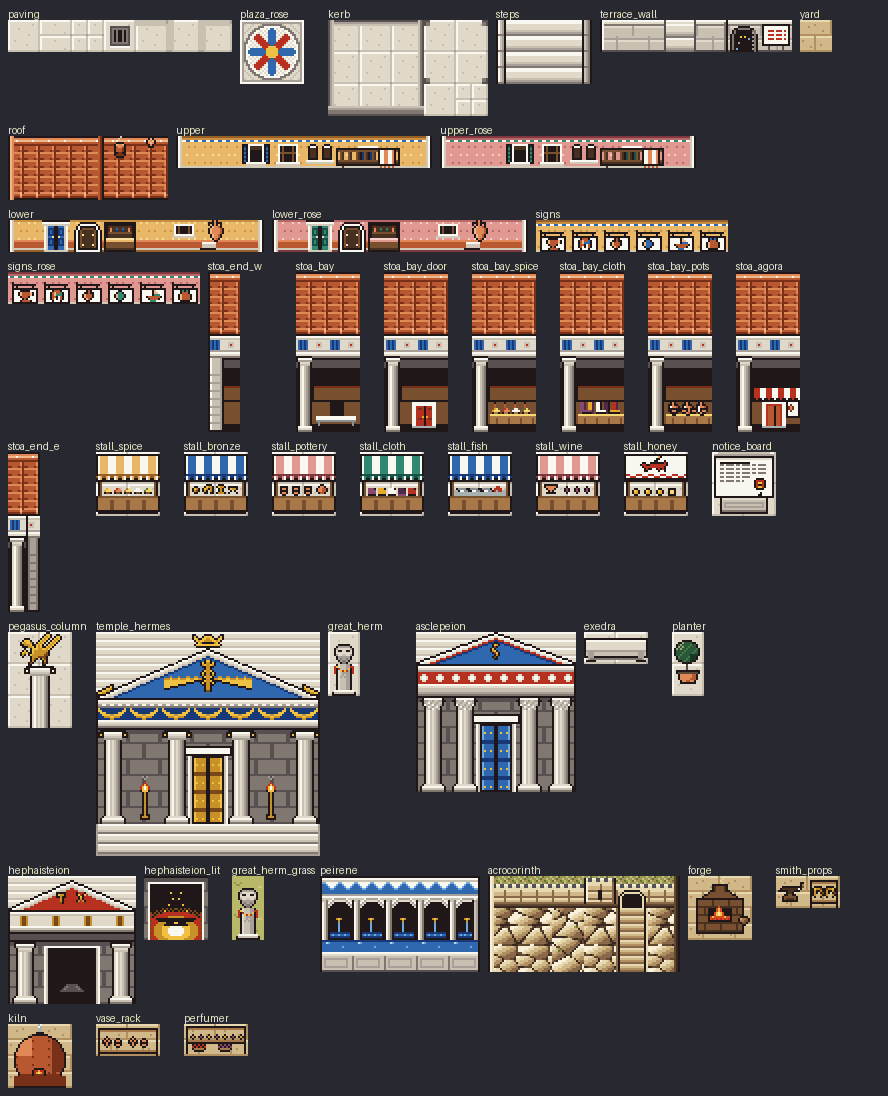 paving plaza_rose kerb steps terrace_wall yard
roof upper upper_rose
lower lower_rose signs
signs_rose stoa_end_w stoa_bay stoa_bay_door stoa_bay_spice stoa_bay_cloth stoa_bay_pots stoa_agora
stoa_end_e stall_spice stall_bronze stall_pottery stall_cloth stall_fish stall_wine stall_honey notice_board
pegasus_column temple_hermes great_herm asclepeion exedra planter
hephaisteion hephaisteion_lit great_herm_grass peirene acrocorinth forge smith_props
kiln vase_rack perfumer